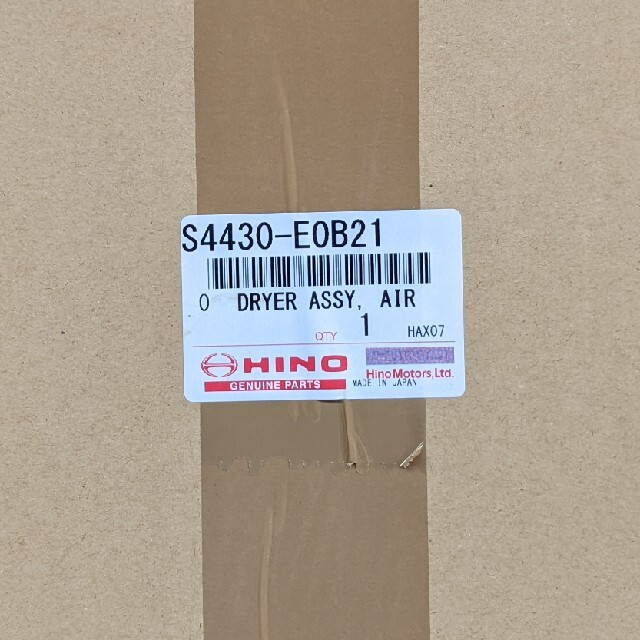 S4430-E0B21
0 DRYER ASSY, AIR
QTY 1 HAX07
HINO
GENUINE PARTS
HinoMotors,Ltd.
MADE IN JAPAN